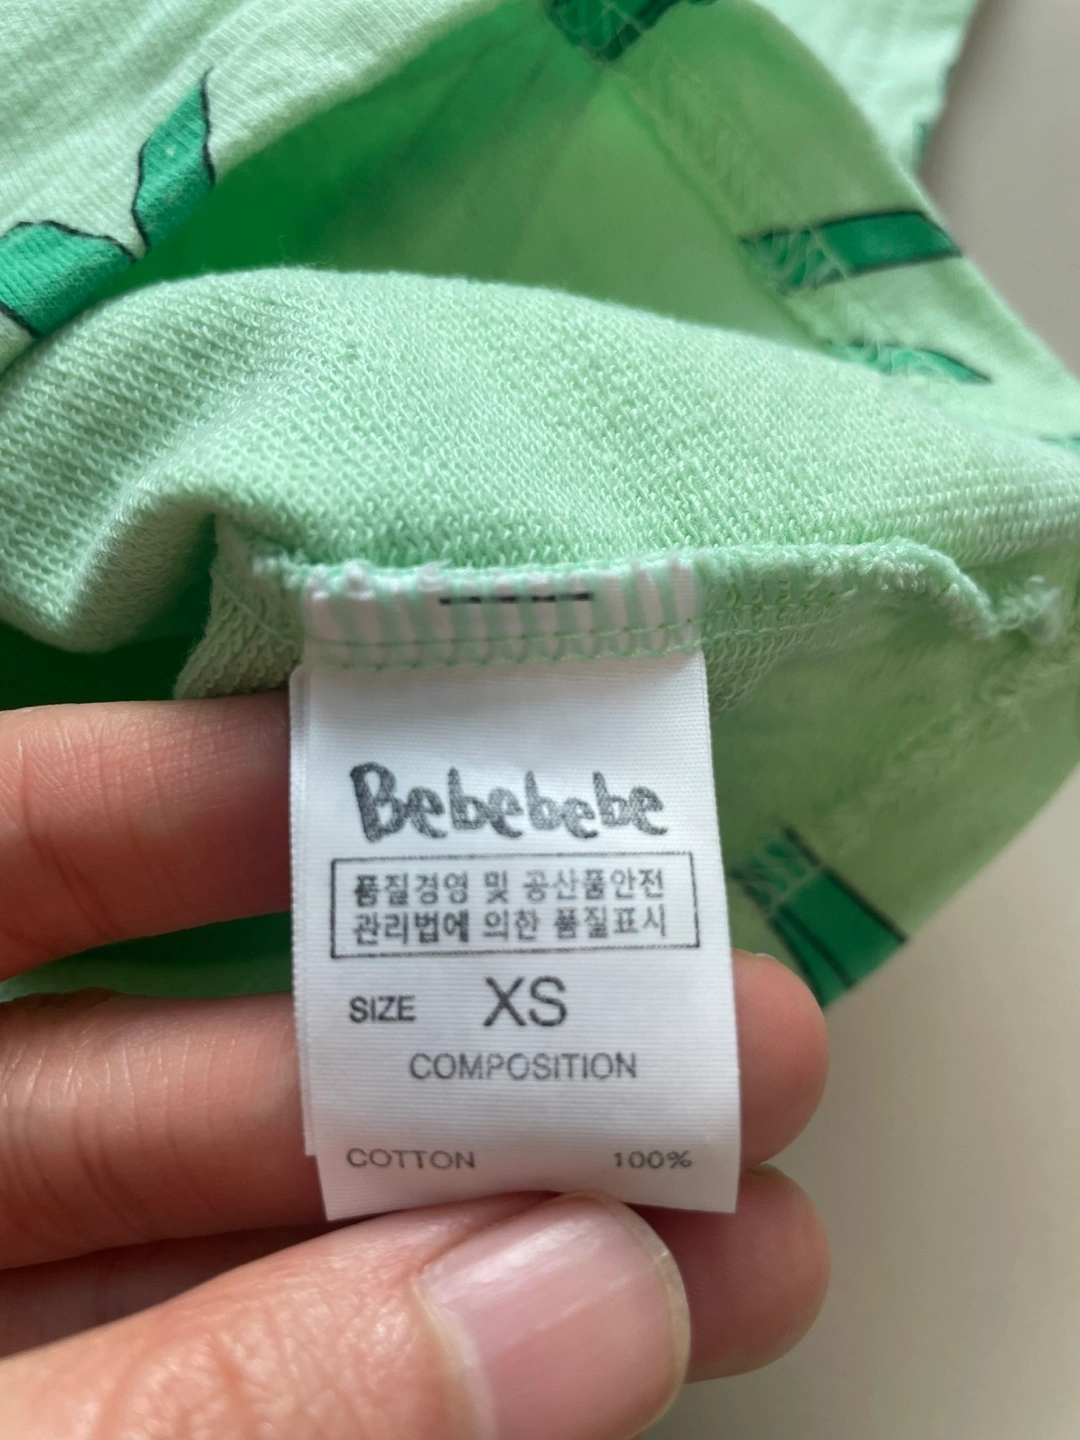 Bebebebe
품질경영 및 공산품안전
관리법에 의한 품질표시
SIZE XS
COMPOSITION
COTTON 100%